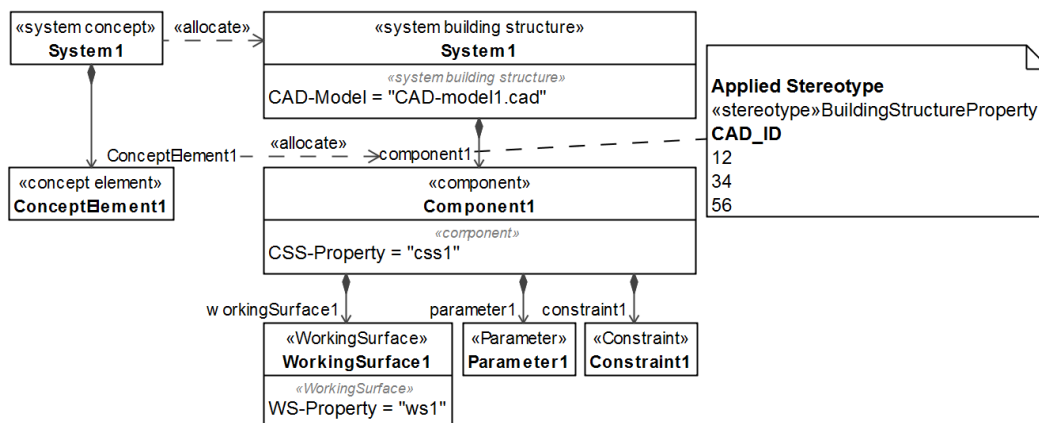 «system concept»
System1
«allocate»
«system building structure»
System1
«system building structure»
CAD-Model = "CAD-model1.cad"
Applied Stereotype
«stereotype»BuildingStructureProperty
CAD_ID
12
34
56
ConceptElement1
«allocate»
component1
«concept element»
ConceptElement1
«component»
Component1
«component»
CSS-Property = "css1"
workingSurface1
parameter1
constraint1
«WorkingSurface»
WorkingSurface1
«WorkingSurface»
WS-Property = "ws1"
«Parameter»
Parameter1
«Constraint»
Constraint1